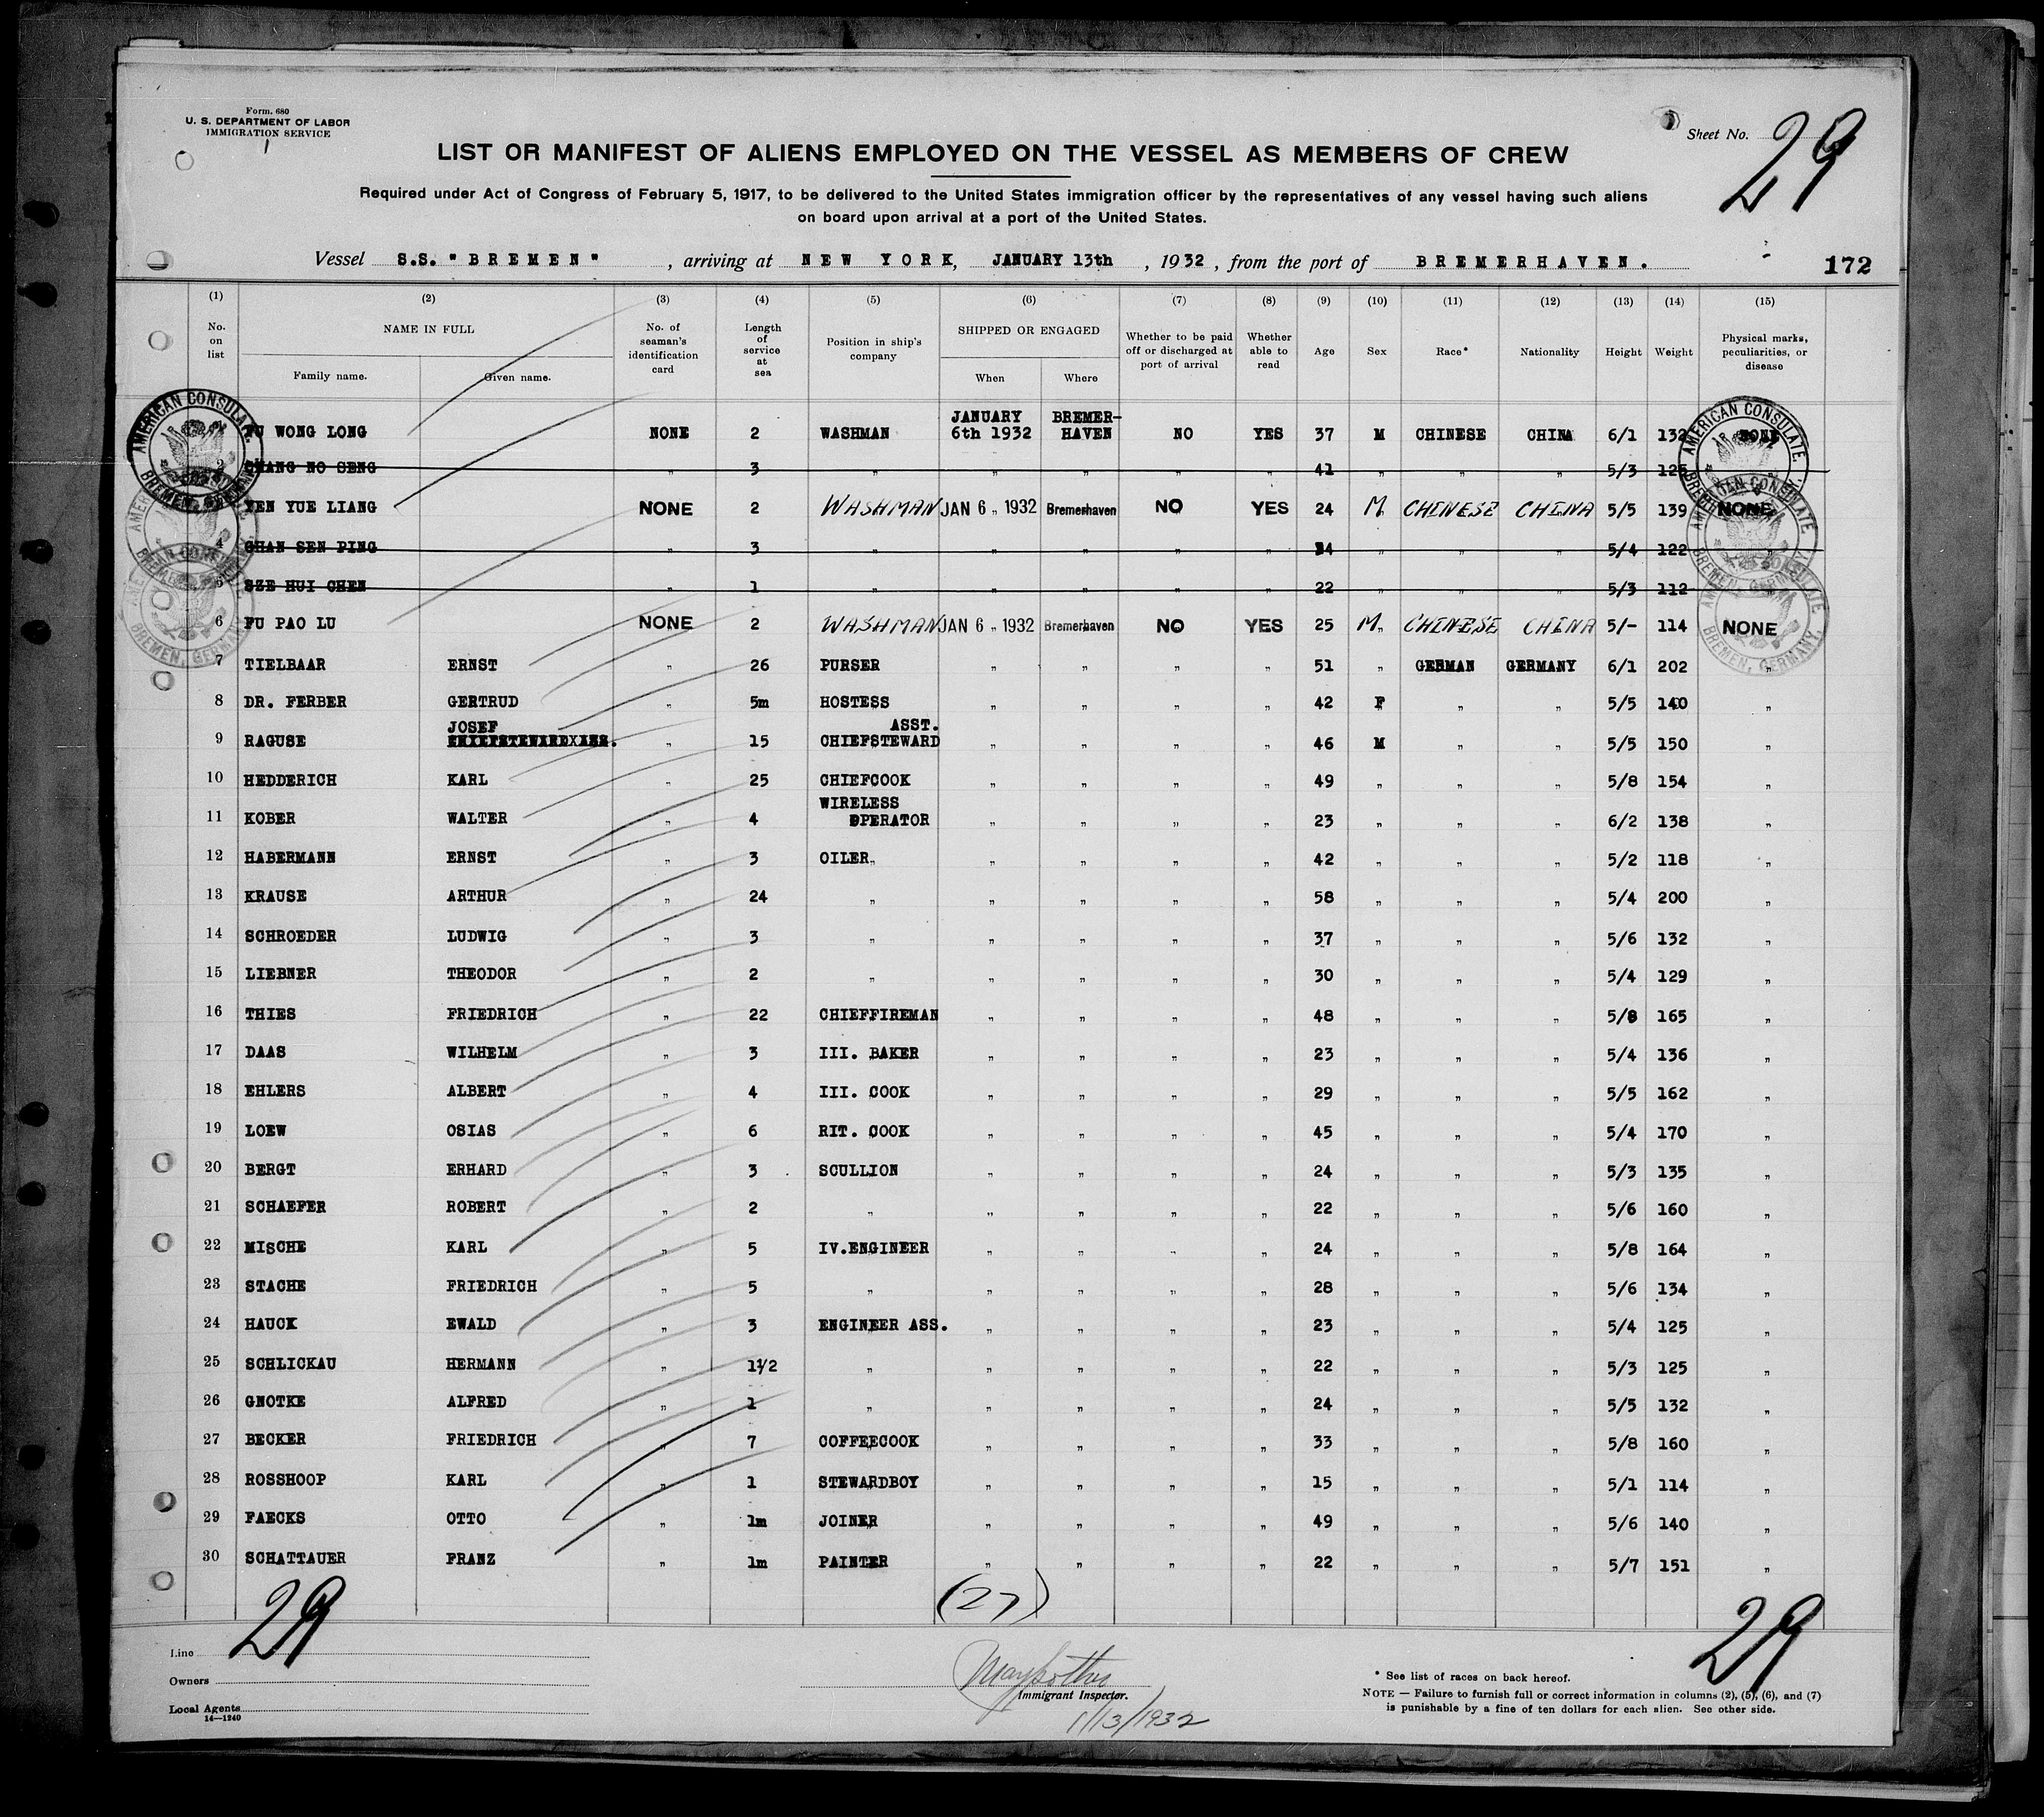 Form. 680
U. S. DEPARTMENT OF LABOR
IMMIGRATION SERVICE
Sheet No. 29
LIST OR MANIFEST OF ALIENS EMPLOYED ON THE VESSEL AS MEMBERS OF CREW
Required under Act of Congress of February 5, 1917, to be delivered to the United States immigration officer by the representatives of any vessel having such aliens
on board upon arrival at a port of the United States.
Vessel S.S. "BREMEN" , arriving at NEW YORK, JANUARY 13th , 1932 , from the port of BREMERHAVEN.
172
(1) (2) (3) (4) (5) (6) (7) (8) (9) (10) (11) (12) (13) (14) (15)
No. on list NAME IN FULL Family name. Given name. No. of seaman's identification card Length of service at sea Position in ship's company SHIPPED OR ENGAGED When Where Whether to be paid off or discharged at port of arrival Whether able to read Age Sex Race* Nationality Height Weight Physical marks, peculiarities, or disease
AMERICAN CONSULATE. BREMEN, GERMANY
AMERICAN CONSULATE. BREMEN, GERMANY
FU WONG LONG NONE 2 WASHMAN JANUARY 6th 1932 BREMER-HAVEN NO YES 37 M CHINESE CHINA 6/1 132 NONE
2 CHANG NO SENG " 3 " " " " " 41 " " " 5/3 125
YEN YUE LIANG NONE 2 WASHMAN JAN 6 " 1932 Bremerhaven NO YES 24 M CHINESE CHINA 5/5 139 NONE
4 CHAN SEN PING " 3 " " " " " 34 " " " 5/4 122 "
SZE HUI CHEN " 1 " " " " " 22 " " " 5/3 112
6 FU PAO LU NONE 2 WASHMAN JAN 6 " 1932 Bremerhaven NO YES 25 M. CHINESE CHINA 5/- 114 NONE
7 TIELBAAR ERNST " 26 PURSER " " " " 51 " GERMAN GERMANY 6/1 202 "
8 DR. FERBER GERTRUD " 5m HOSTESS " " " " 42 F " " 5/5 140 "
9 RAGUSE JOSEF " 15 ASST. CHIEFSTEWARD " " " " 46 M " " 5/5 150 "
10 HEDDERICH KARL " 25 CHIEFCOOK " " " " 49 " " " 5/8 154 "
11 KOBER WALTER " 4 WIRELESS OPERATOR " " " " 23 " " " 6/2 138 "
12 HABERMANN ERNST " 3 OILER " " " " 42 " " " 5/2 118 "
13 KRAUSE ARTHUR " 24 " " " " " 58 " " " 5/4 200 "
14 SCHROEDER LUDWIG " 3 " " " " " 37 " " " 5/6 132 "
15 LIEBNER THEODOR " 2 " " " " " 30 " " " 5/4 129 "
16 THIES FRIEDRICH " 22 CHIEFFIREMAN " " " " 48 " " " 5/8 165 "
17 DAAS WILHELM " 3 III. BAKER " " " " 23 " " " 5/4 136 "
18 EHLERS ALBERT " 4 III. COOK " " " " 29 " " " 5/5 162 "
19 LOEW OSIAS " 6 RIT. COOK " " " " 45 " " " 5/4 170 "
20 BERGT ERHARD " 3 SCULLION " " " " 24 " " " 5/3 135 "
21 SCHAEFER ROBERT " 2 " " " " " 22 " " " 5/6 160 "
22 MISCHE KARL " 5 IV.ENGINEER " " " " 24 " " " 5/8 164 "
23 STACHE FRIEDRICH " 5 " " " " " 28 " " " 5/6 134 "
24 HAUCK EWALD " 3 ENGINEER ASS. " " " " 23 " " " 5/4 125 "
25 SCHLICKAU HERMANN " 1 1/2 " " " " " 22 " " " 5/3 125 "
26 GNOTKE ALFRED " 1 " " " " " 24 " " " 5/5 132 "
27 BECKER FRIEDRICH " 7 COFFEECOOK " " " " 33 " " " 5/8 160 "
28 ROSSHOOP KARL " 1 STEWARDBOY " " " " 15 " " " 5/1 114 "
29 FAECKS OTTO " 1m JOINER " " " " 49 " " " 5/6 140 "
30 SCHATTAUER FRANZ " 1m PAINTER " " " " 22 " " " 5/7 151 "
(27)
29
29
Line
Owners
Local Agents
14—1240
Immigrant Inspector.
1/13/1932
* See list of races on back hereof.
NOTE — Failure to furnish full or correct information in columns (2), (5), (6), and (7)
is punishable by a fine of ten dollars for each alien. See other side.